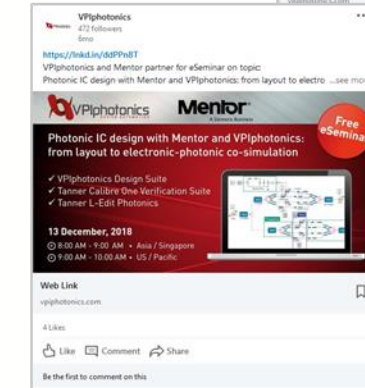 VPIphotonics
472 followers
6mo
https://lnkd.in/ddPPnBT
VPIphotonics and Mentor partner for eSeminar on topic:
Photonic IC design with Mentor and VPIphotonics: from layout to electro ...see mo
VPIphotonics
Mentor
A Siemens Business
Free
eSeminar
Photonic IC design with Mentor and VPIphotonics:
from layout to electronic-photonic co-simulation
✓ VPIphotonics Design Suite
✓ Tanner Calibre One Verification Suite
✓ Tanner L-Edit Photonics
13 December, 2018
8:00 AM - 9:00 AM • Asia / Singapore
9:00 AM - 10:00 AM • US / Pacific
Web Link
vpiphotonics.com
4 Likes
Like Comment Share
Be the first to comment on this